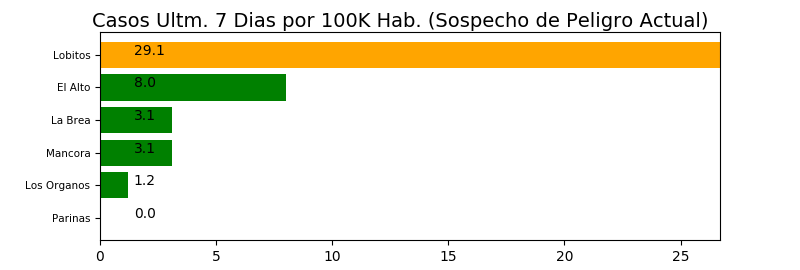 Casos Ultm. 7 Dias por 100K Hab. (Sospecho de Peligro Actual)
Lobitos 29.1
El Alto 8.0
La Brea 3.1
Mancora 3.1
Los Organos 1.2
Parinas 0.0
0 5 10 15 20 25